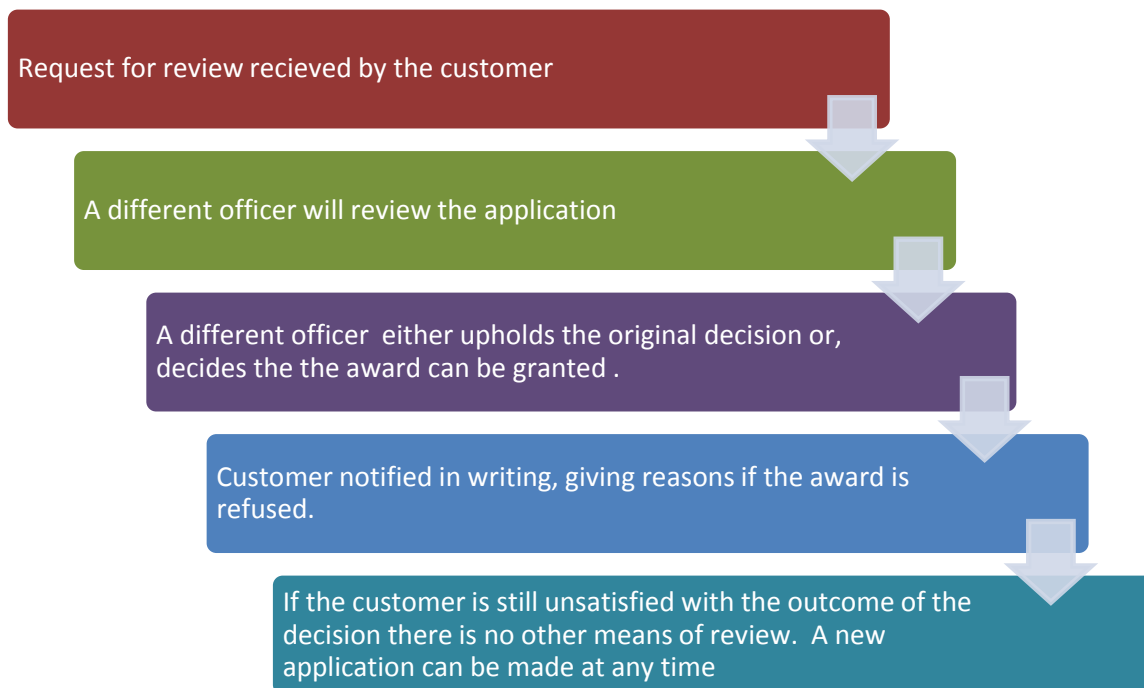 Request for review recieved by the customer
A different officer will review the application
A different officer  either upholds the original decision or,
decides the the award can be granted .
Customer notified in writing, giving reasons if the award is
refused.
If the customer is still unsatisfied with the outcome of the
decision there is no other means of review.  A new
application can be made at any time